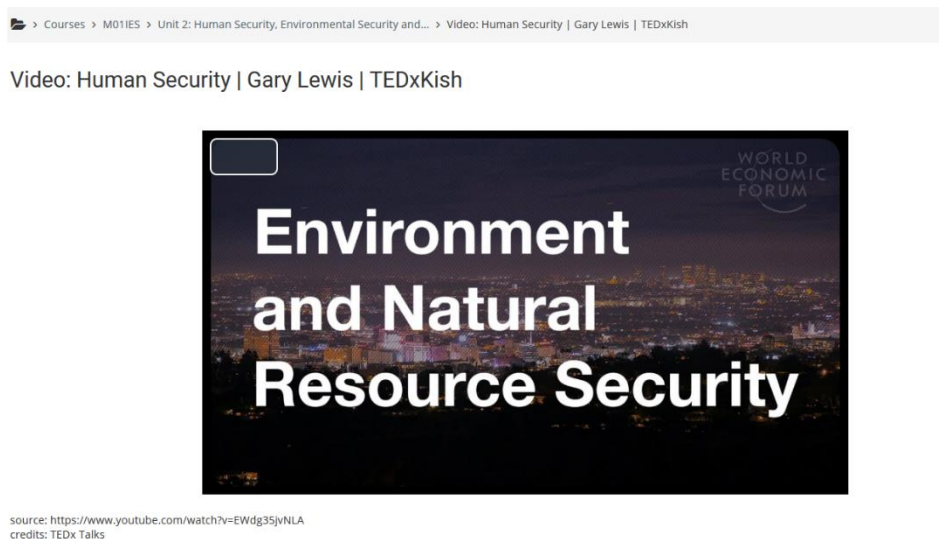 > Courses > M01IES > Unit 2: Human Security, Environmental Security and... > Video: Human Security | Gary Lewis | TEDxKish
Video: Human Security | Gary Lewis | TEDxKish
WORLD
ECONOMIC
FORUM
Environment
and Natural
Resource Security
source: https://www.youtube.com/watch?v=EWdg35jvNLA
credits: TEDx Talks